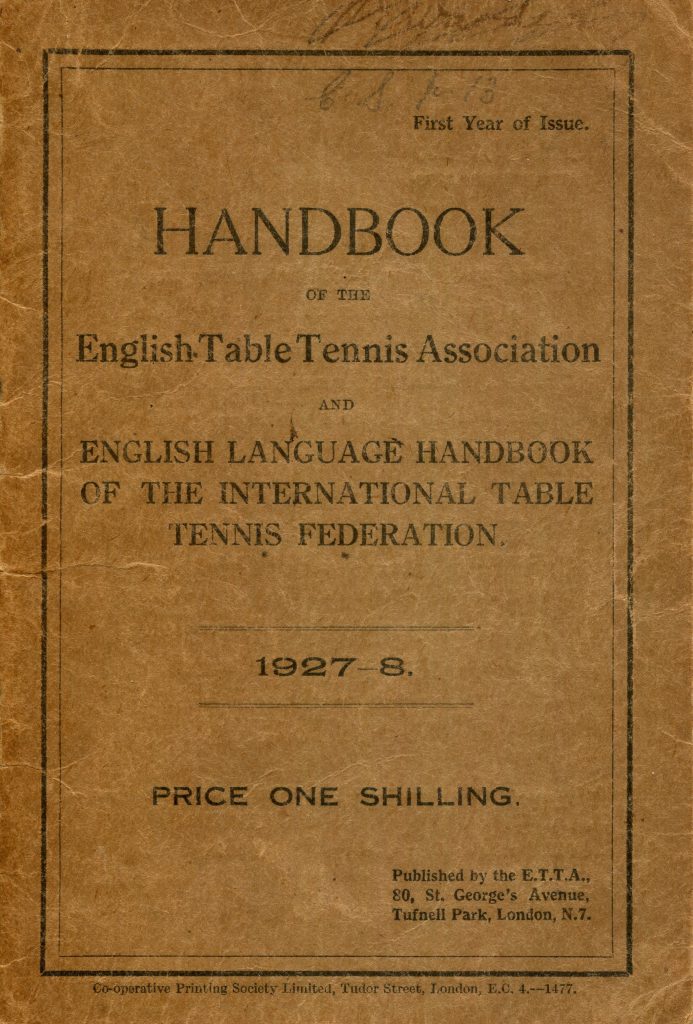 First Year of Issue.
HANDBOOK
OF THE
English Table Tennis Association
AND
ENGLISH LANGUAGE HANDBOOK
OF THE INTERNATIONAL TABLE
TENNIS FEDERATION.
1927-8.
PRICE ONE SHILLING.
Published by the E.T.T.A.,
80, St. George's Avenue,
Tufnell Park, London, N.7.
Co-operative Printing Society Limited, Tudor Street, London, E.C. 4.--1477.